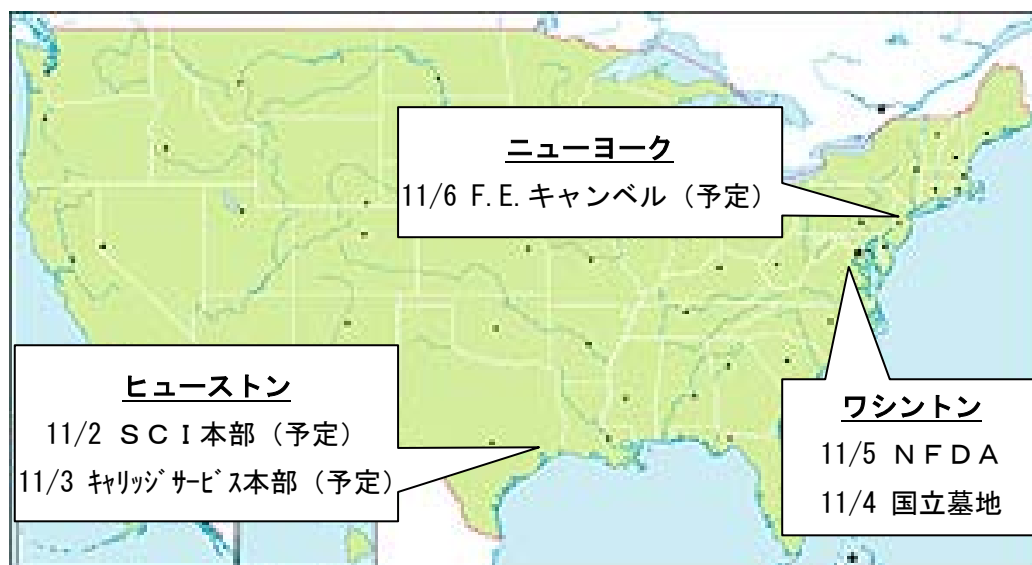 ニューヨーク
11/6 F.E.キャンベル（予定）
ヒューストン
11/2 ＳＣＩ本部（予定）
11/3 ｷｬﾘｯｼﾞｻｰﾋﾞｽ本部（予定）
ワシントン
11/5 ＮＦＤＡ
11/4 国立墓地